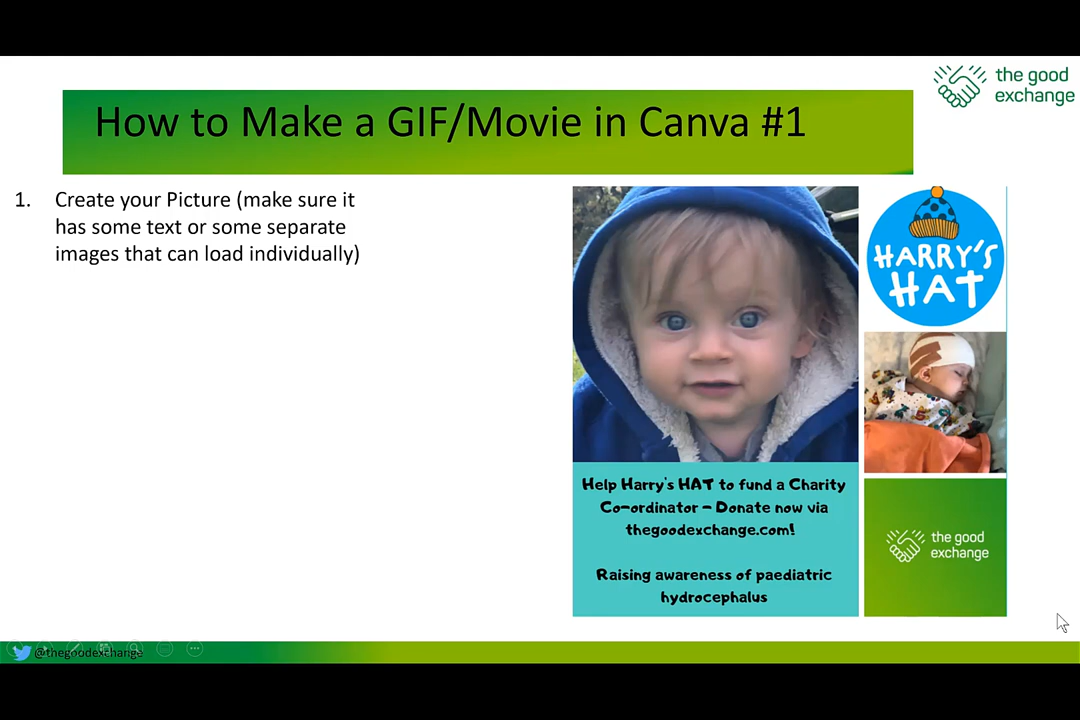 the good
exchange
How to Make a GIF/Movie in Canva #1
1. Create your Picture (make sure it
has some text or some separate
images that can load individually)
HARRY'S
HAT
Help Harry's HAT to fund a Charity
Co-ordinator - Donate now via
thegoodexchange.com!
Raising awareness of paediatric
hydrocephalus
the good
exchange
@thegoodexchange